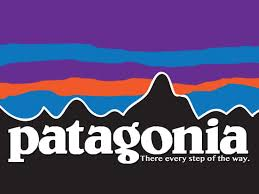 patagonia
There every step of the way.